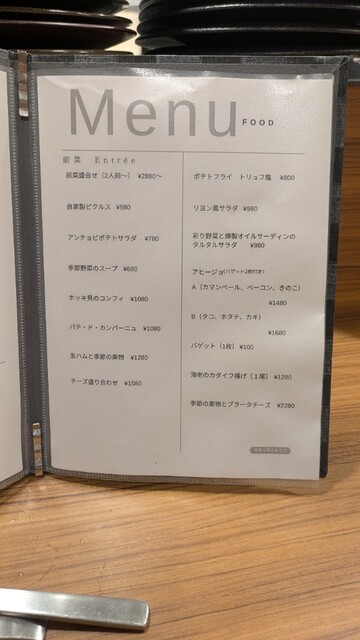 Menu FOOD
前菜 Entrée
前菜盛合せ（2人前〜） ¥2880〜
自家製ピクルス ¥580
アンチョビポテトサラダ ¥780
季節野菜のスープ ¥680
ホッキ貝のコンフィ ¥1080
パテ・ド・カンパーニュ ¥1080
生ハムと季節の果物 ¥1280
チーズ盛り合わせ ¥1580
ポテトフライ トリュフ塩 ¥800
リヨン風サラダ ¥980
彩り野菜と燻製オイルサーディンの
タルタルサラダ ¥960
アヒージョ(バゲット2枚付き)
A（カマンベール、ベーコン、きのこ）
¥1480
B（タコ、ホタテ、カキ）
¥1680
バゲット（1枚）¥100
海老のカダイフ揚げ（１尾） ¥1280
季節の果物とブラータチーズ ¥2280